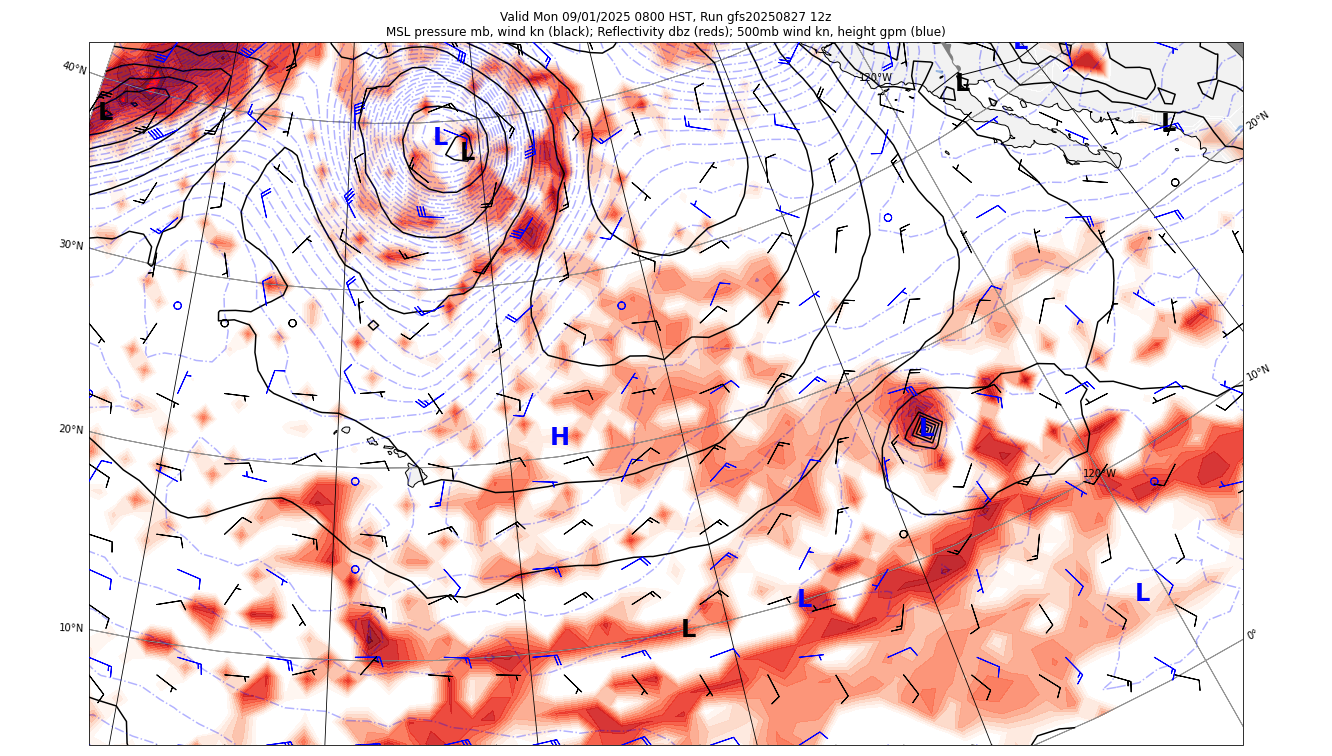 Valid Mon 09/01/2025 0800 HST, Run gfs20250827 12z
MSL pressure mb, wind kn (black); Reflectivity dbz (reds); 500mb wind kn, height gpm (blue)
L
40°N
120°W
L
L
L
20°N
L
L
30°N
10°N
20°N
H
L
120°W
L
L
10°N
L
0°